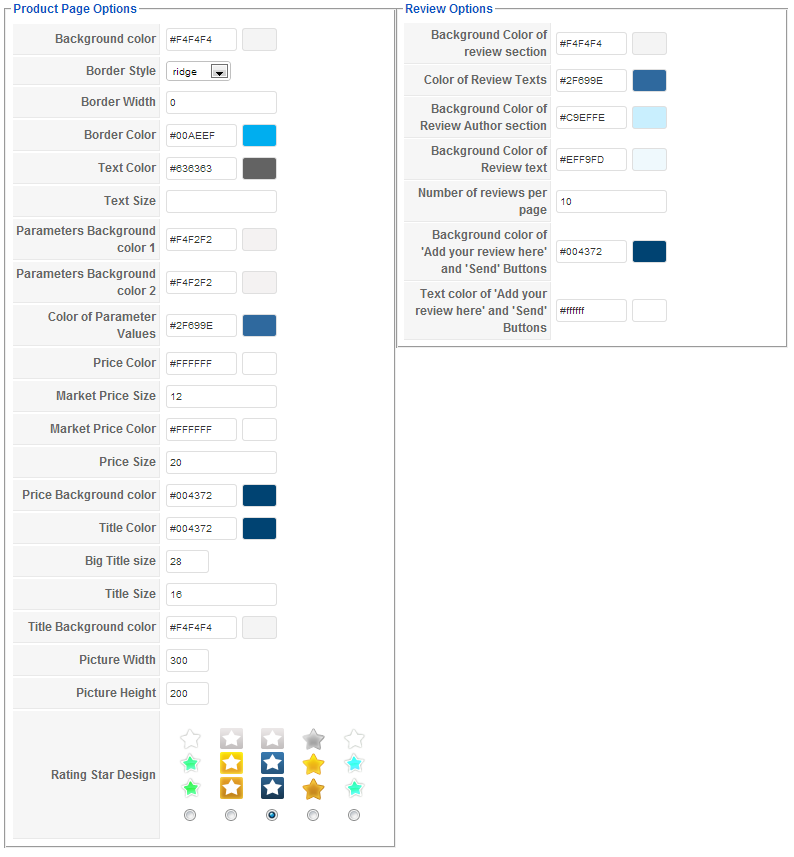 Product Page Options
Background color #F4F4F4
Border Style ridge
Border Width 0
Border Color #00AEEF
Text Color #636363
Text Size
Parameters Background
color 1 #F4F2F2
Parameters Background
color 2 #F4F2F2
Color of Parameter
Values #2F699E
Price Color #FFFFFF
Market Price Size 12
Market Price Color #FFFFFF
Price Size 20
Price Background color #004372
Title Color #004372
Big Title size 28
Title Size 16
Title Background color #F4F4F4
Picture Width 300
Picture Height 200
Rating Star Design
Review Options
Background Color of
review section #F4F4F4
Color of Review Texts #2F699E
Background Color of
Review Author section #C9EFFE
Background Color of
Review text #EFF9FD
Number of reviews per
page 10
Background color of
'Add your review here' #004372
and 'Send' Buttons
Text color of 'Add your
review here' and 'Send' #ffffff
Buttons